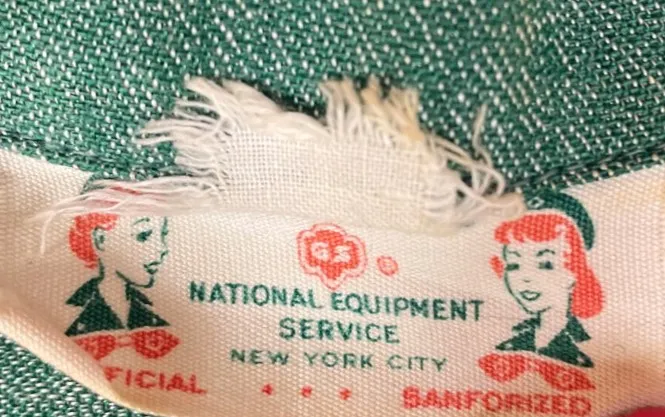 GS
NATIONAL EQUIPMENT
SERVICE
NEW YORK CITY
FICIAL
SANFORIZED